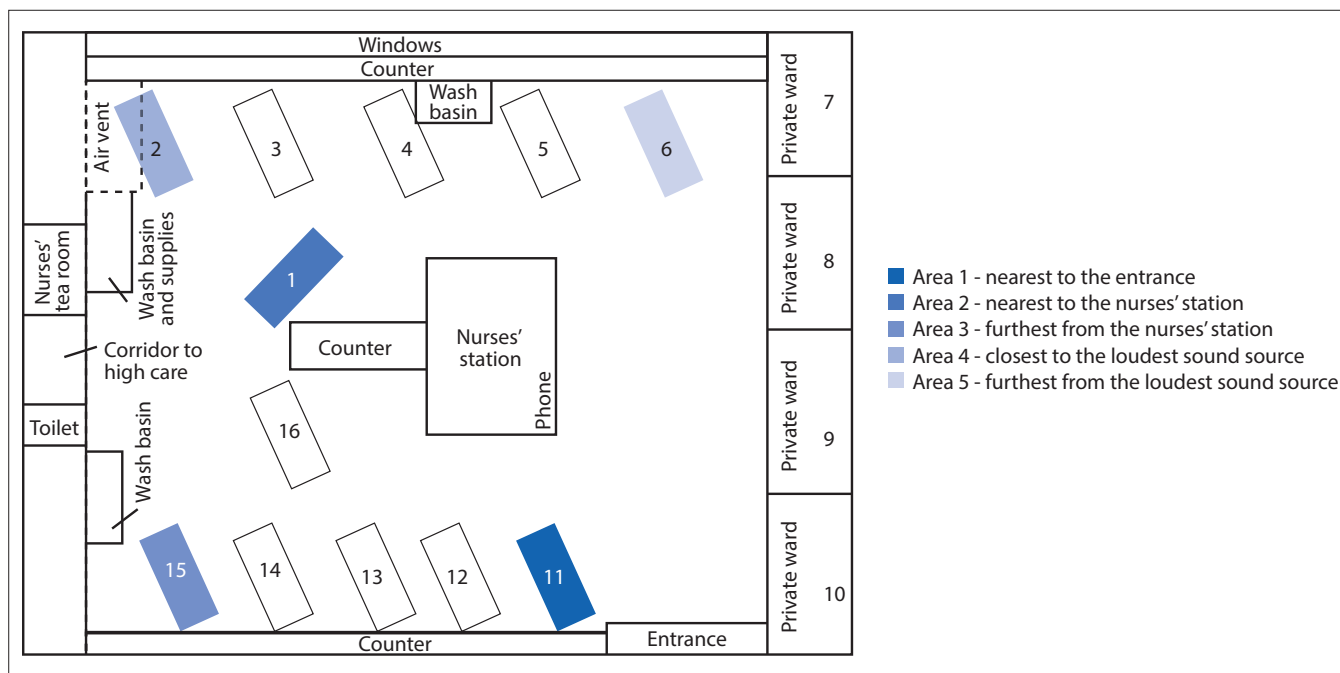 Windows
Counter
Wash
basin
Air vent
2
3
4
5
6
Private ward
7
Nurses'
tea room
Wash basin
and supplies
1
Private ward
8
Counter
Nurses'
station
Phone
Corridor to
high care
Toilet
Wash basin
16
Private ward
9
15
14
13
12
11
Private ward
10
Counter
Entrance
Area 1 - nearest to the entrance
Area 2 - nearest to the nurses' station
Area 3 - furthest from the nurses' station
Area 4 - closest to the loudest sound source
Area 5 - furthest from the loudest sound source